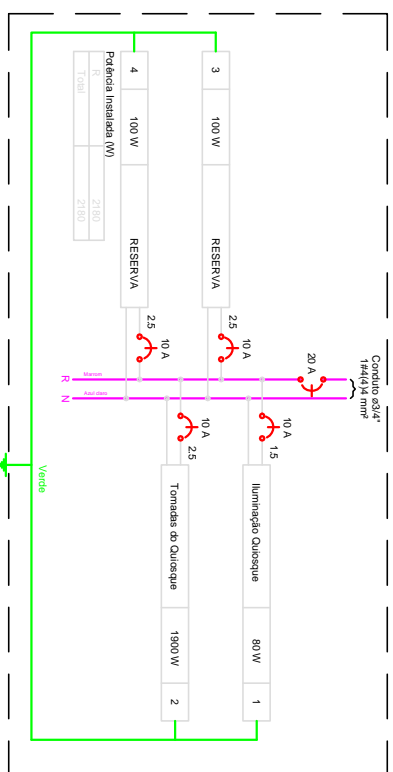 Conduto ø3/4"
1#4(4)4 mm²
20 A
3
100 W
RESERVA
2.5
10 A
10 A
1.5
Iluminação Quiosque
80 W
1
4
100 W
RESERVA
2.5
10 A
10 A
2.5
Tomadas do Quiosque
1900 W
2
Marrom
R
Azul claro
N
Potência Instalada (W)
R
2180
Total
2180
Verde